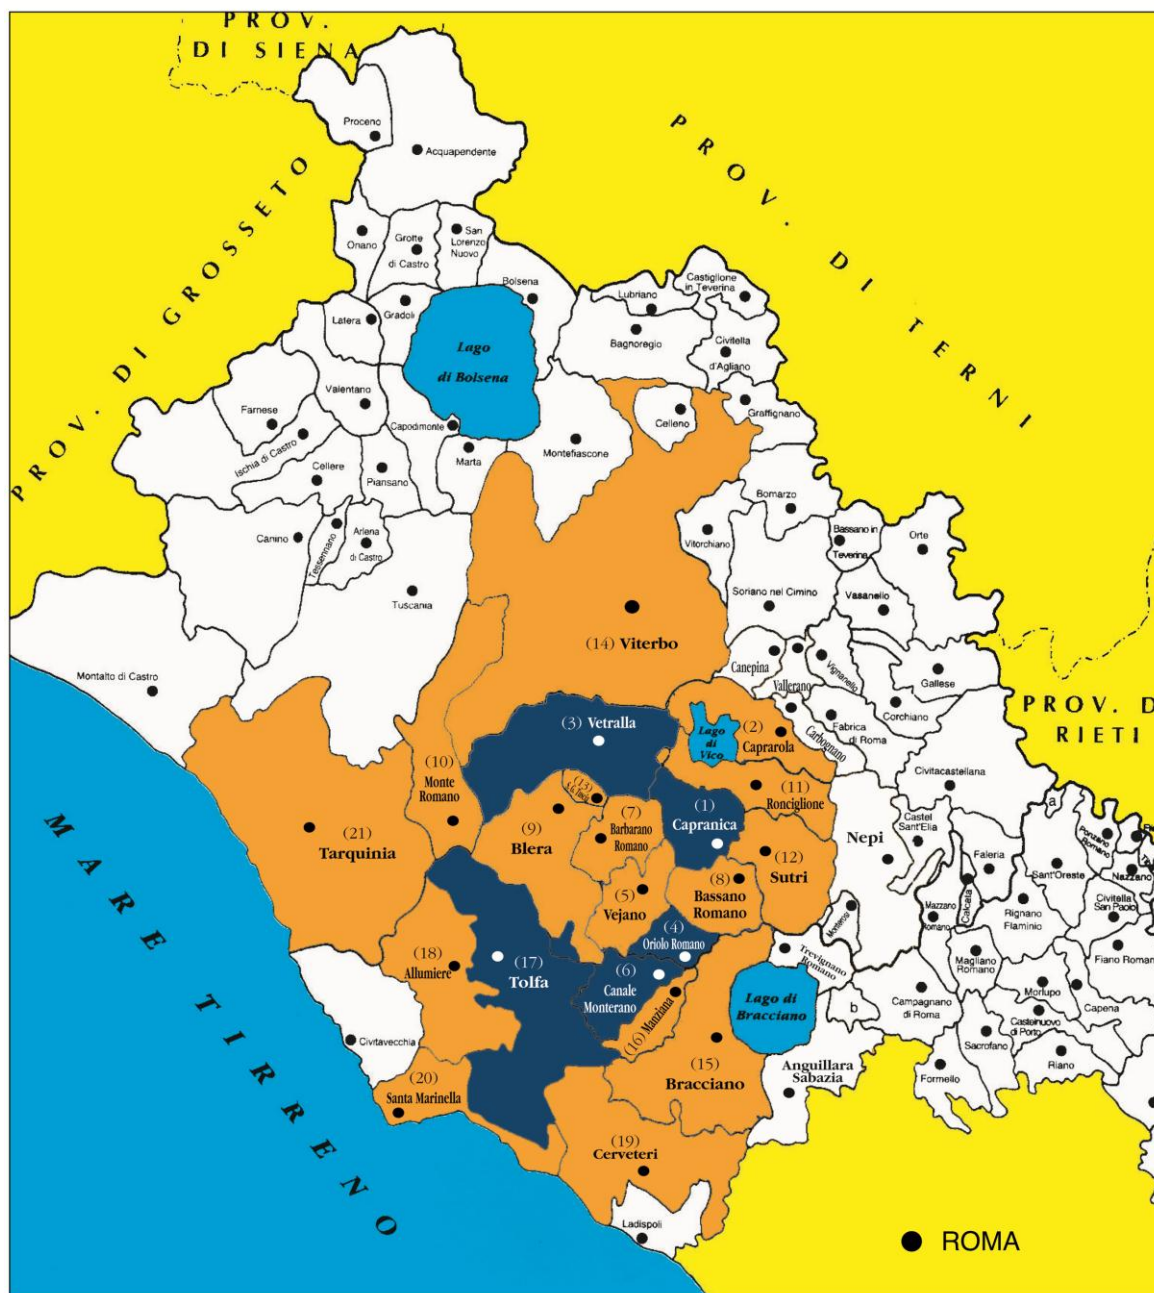 PROV.
DI SIENA
PROV. DI GROSSETO
PROV. DI TERNI
Proceno
Acquapendente
Onano
Grotte
di Castro
San
Lorenzo
Nuovo
Bolsena
Castiglione
in Teverina
Lubriano
Latera
Gradoli
Lago
di Bolsena
Bagnoregio
Civitella
d'Agliano
Valentano
Farnese
Capodimonte
Celleno
Graffignano
Ischia di Castro
Cellere
Piansano
Marta
Montefiascone
Bomarzo
Canino
Tessennano
Arlena
di Castro
Vitorchiano
Bassano in
Teverina
Orte
Tuscania
Soriano nel Cimino
Vasanello
(14) Viterbo
Montalto di Castro
Canepina
Vallerano
Vignanello
Gallese
Corchiano
PROV. D
RIETI
(3) Vetralla
Lago
di
Vico
(2)
Caprarola
Carbognano
Fabrica
di Roma
(10)
Monte
Romano
(13)
(11)
Ronciglione
Civitacastellana
a
(21)
Tarquinia
(9)
Blera
(7)
Barbarano
Romano
(1)
Capranica
Nepi
Castel
Sant'Elia
Ponzano
Romano
(12)
Sutri
Faleria
Sant'Oreste
Nazzano
(5)
Vejano
(8)
Bassano
Romano
Mazzano
Romano
Calcata
Rignano
Flaminio
Civitella
San Paolo
(4)
Oriolo Romano
Trevignano
Romano
Magliano
Romano
Fiano Roman
(18)
Allumiere
(17)
Tolfa
(6)
Canale
Monterano
(16) Manziana
Lago di
Bracciano
b
Campagnano
di Roma
Morlupo
Capena
Castelnuovo
di Porto
Civitavecchia
(15)
Bracciano
Anguillara
Sabazia
Sacrofano
Formello
Riano
(20)
Santa Marinella
(19)
Cerveteri
Ladispoli
MARE TIRRENO
ROMA